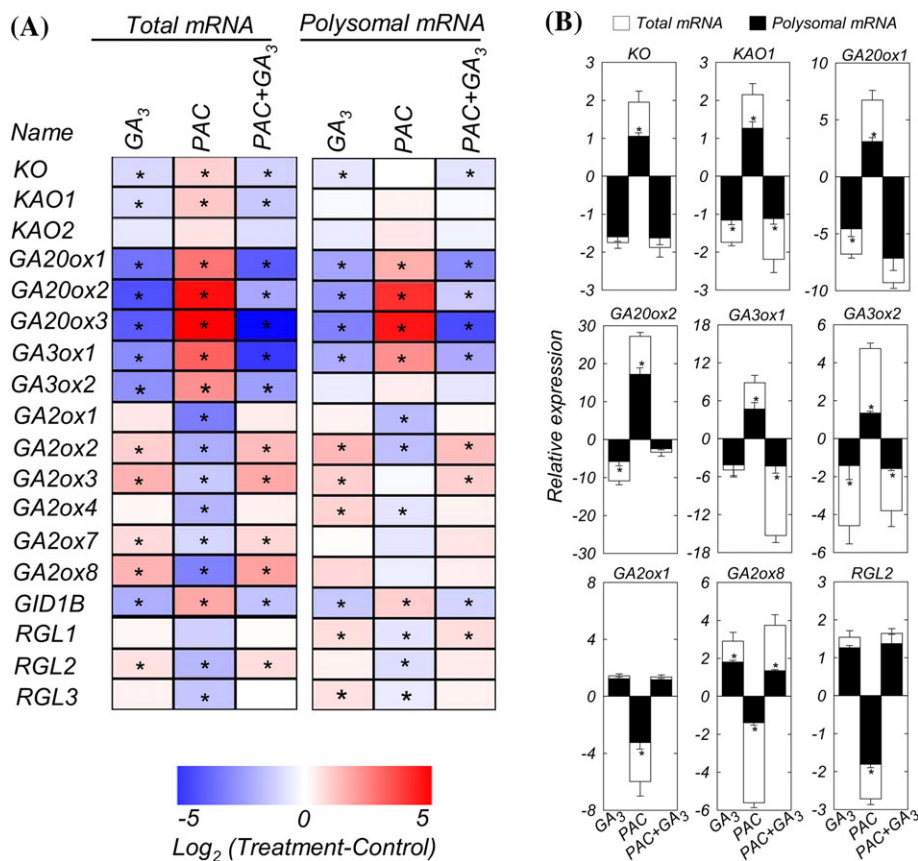 (A)
Total mRNA
Polysomal mRNA
Name
GA3
PAC
PAC+GA3
GA3
PAC
PAC+GA3
KO
KAO1
KAO2
GA20ox1
GA20ox2
GA20ox3
GA3ox1
GA3ox2
GA2ox1
GA2ox2
GA2ox3
GA2ox4
GA2ox7
GA2ox8
GID1B
RGL1
RGL2
RGL3
-5 0 5
Log2 (Treatment-Control)
(B)
Total mRNA Polysomal mRNA
KO
3
2
1
0
-1
-2
-3
KAO1
3
2
1
0
-1
-2
-3
GA20ox1
10
5
0
-5
-10
Relative expression
GA20ox2
30
20
10
0
-10
-20
-30
GA3ox1
18
12
6
0
-6
-12
-18
GA3ox2
6
4
2
0
-2
-4
-6
GA2ox1
8
4
0
-4
-8
GA2ox8
6
4
2
0
-2
-4
-6
RGL2
3
2
1
0
-1
-2
-3
GA3 PAC PAC+GA3
GA3 PAC PAC+GA3
GA3 PAC PAC+GA3